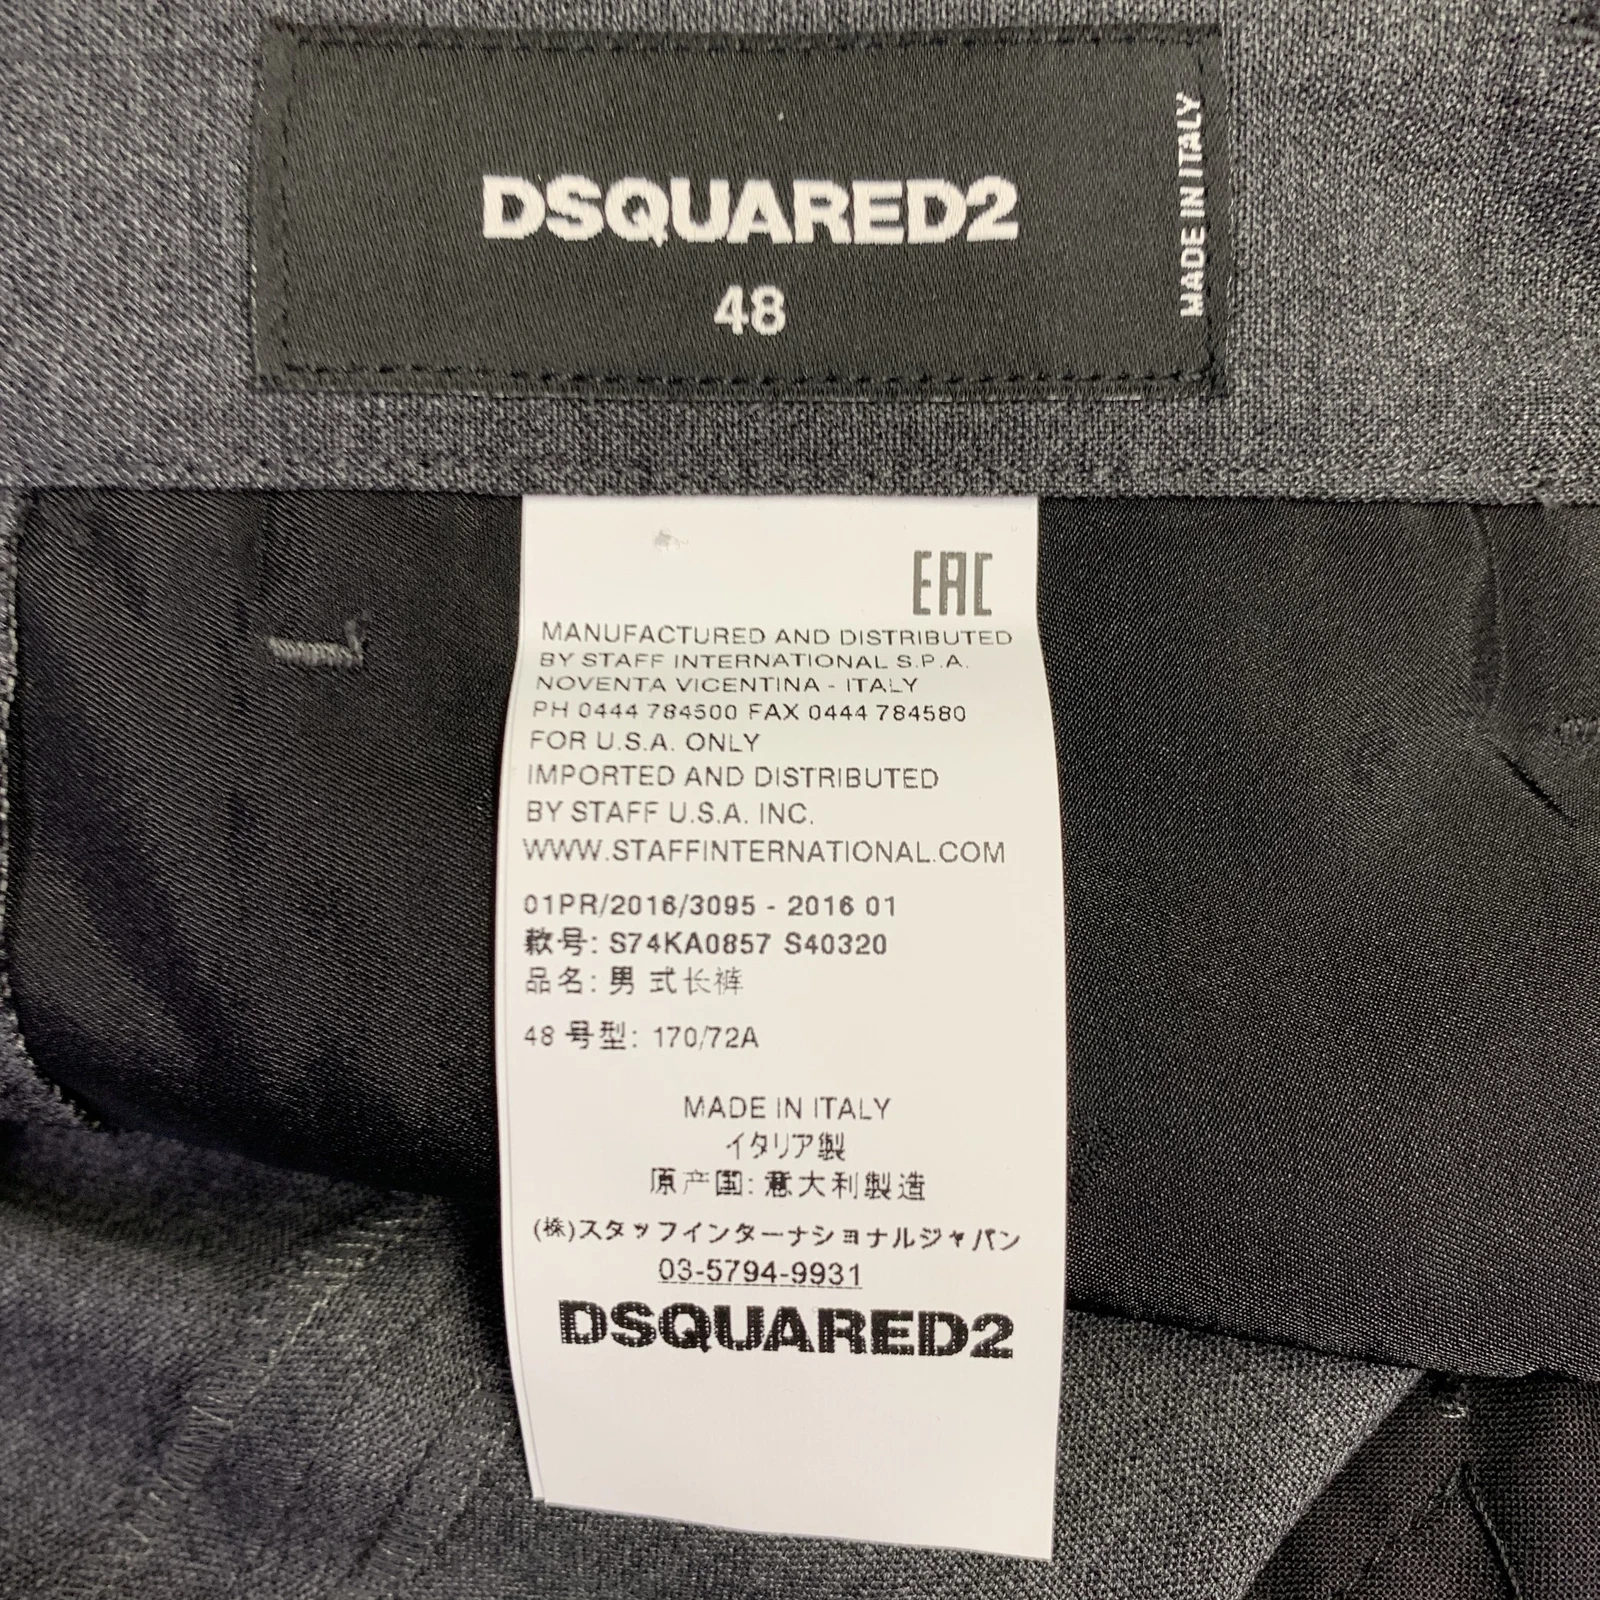 DSQUARED2
48
MADE IN ITALY
EAC
MANUFACTURED AND DISTRIBUTED
BY STAFF INTERNATIONAL S.P.A.
NOVENTA VICENTINA - ITALY
PH 0444 784500 FAX 0444 784580
FOR U.S.A. ONLY
IMPORTED AND DISTRIBUTED
BY STAFF U.S.A. INC.
WWW.STAFFINTERNATIONAL.COM
01PR/2016/3095 - 2016 01
款号: S74KA0857 S40320
品名: 男 式长裤
48 号型: 170/72A
MADE IN ITALY
イタリア製
原产国: 意大利製造
(株)スタッフインターナショナルジャパン
03-5794-9931
DSQUARED2